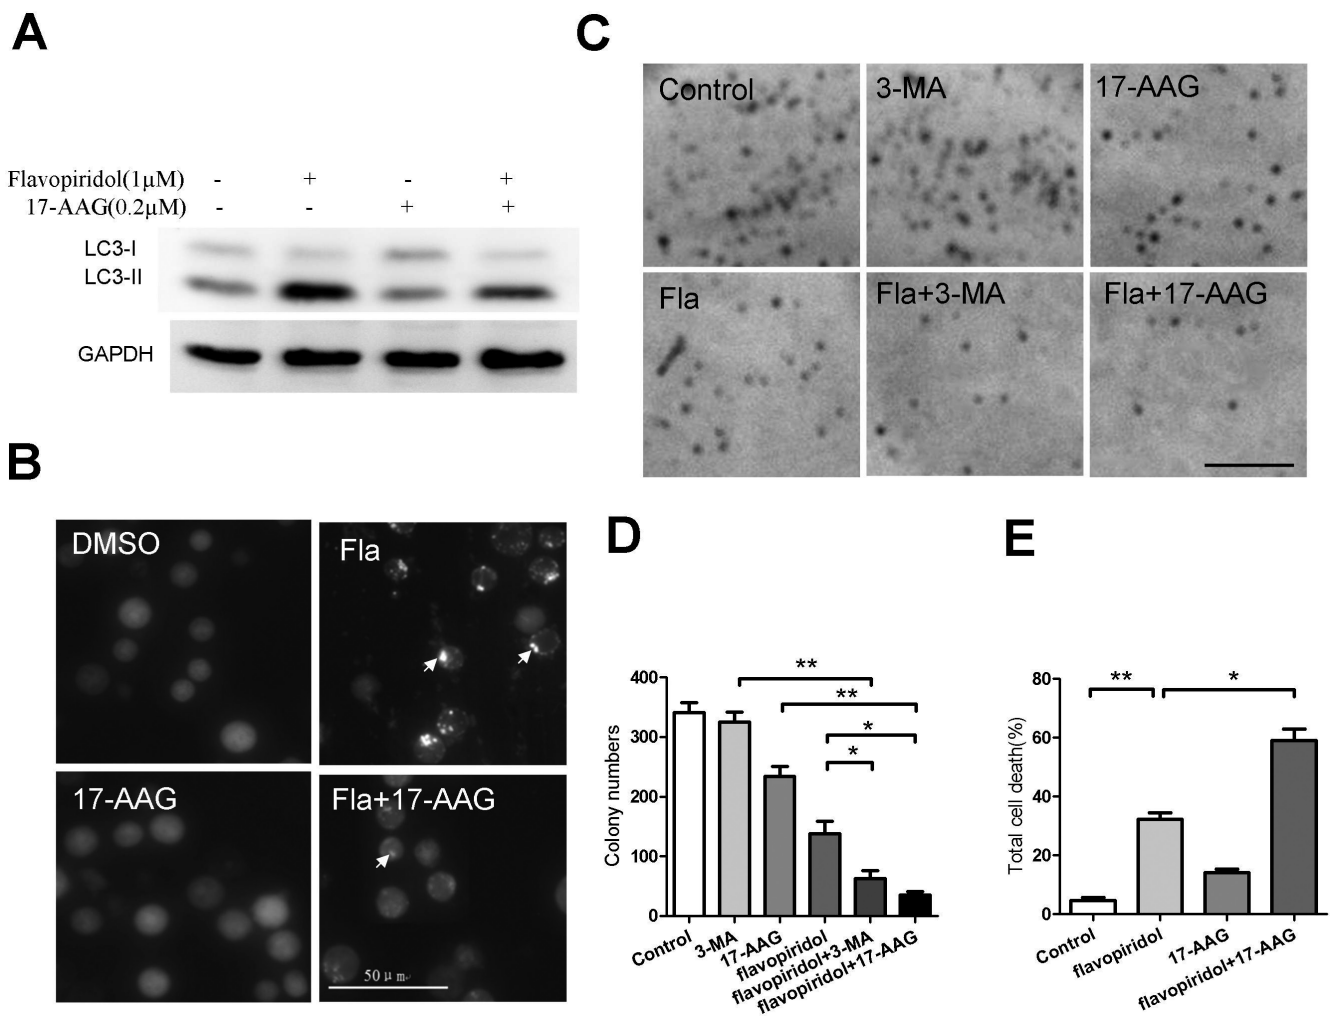 A
Flavopiridol(1μM) - + - +
17-AAG(0.2μM) - - + +
LC3-I
LC3-II
GAPDH
B
DMSO
Fla
17-AAG
Fla+17-AAG
50 μm
C
Control
3-MA
17-AAG
Fla
Fla+3-MA
Fla+17-AAG
D
Colony numbers
400
300
200
100
0
**
**
*
*
Control
3-MA
17-AAG
flavopiridol
flavopiridol+3-MA
flavopiridol+17-AAG
E
Total cell death(%)
80
60
40
20
0
**
*
Control
flavopiridol
17-AAG
flavopiridol+17-AAG